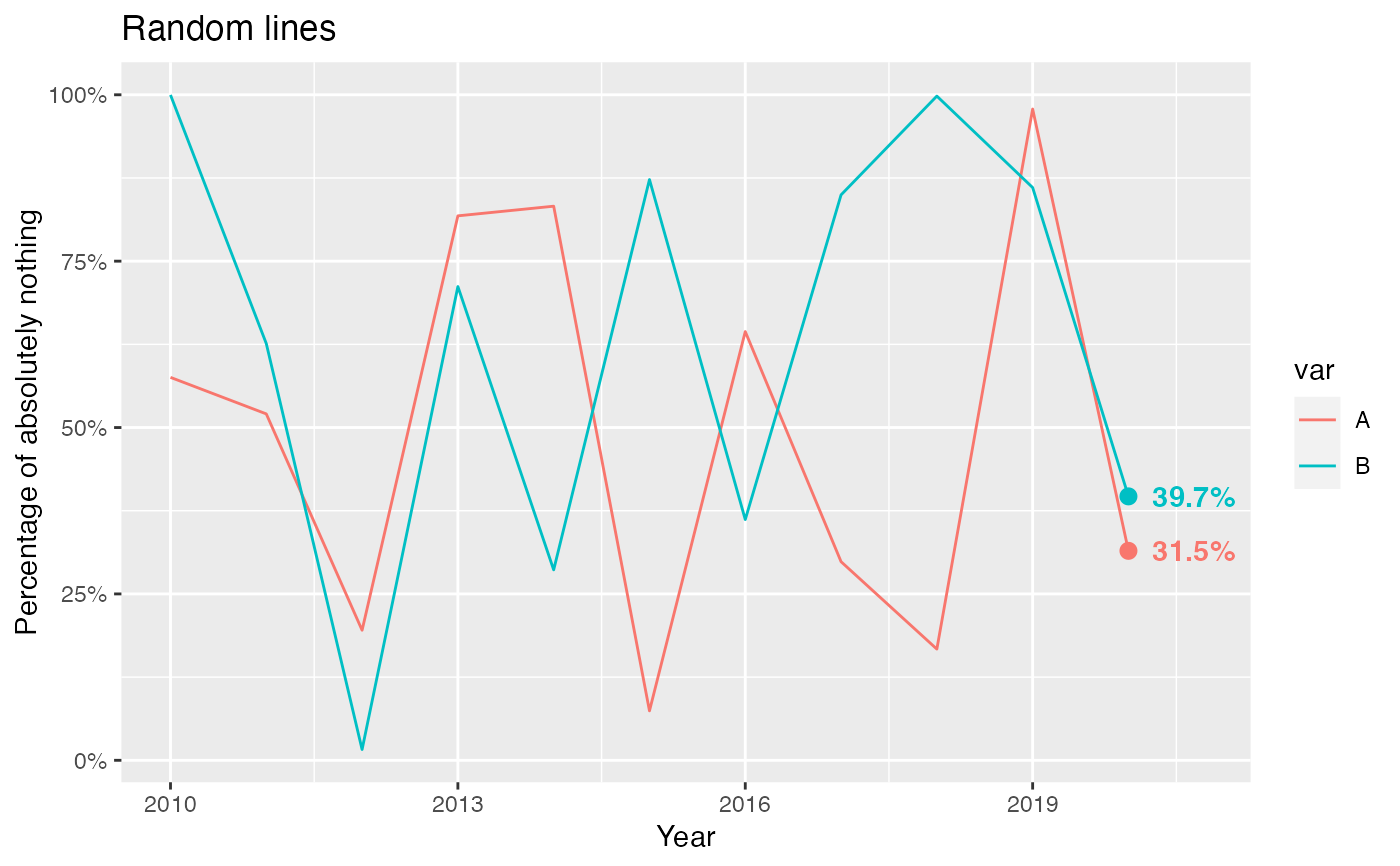 Random lines
Percentage of absolutely nothing
100%
75%
50%
25%
0%
39.7%
31.5%
2010
2013
2016
2019
Year
var
A
B